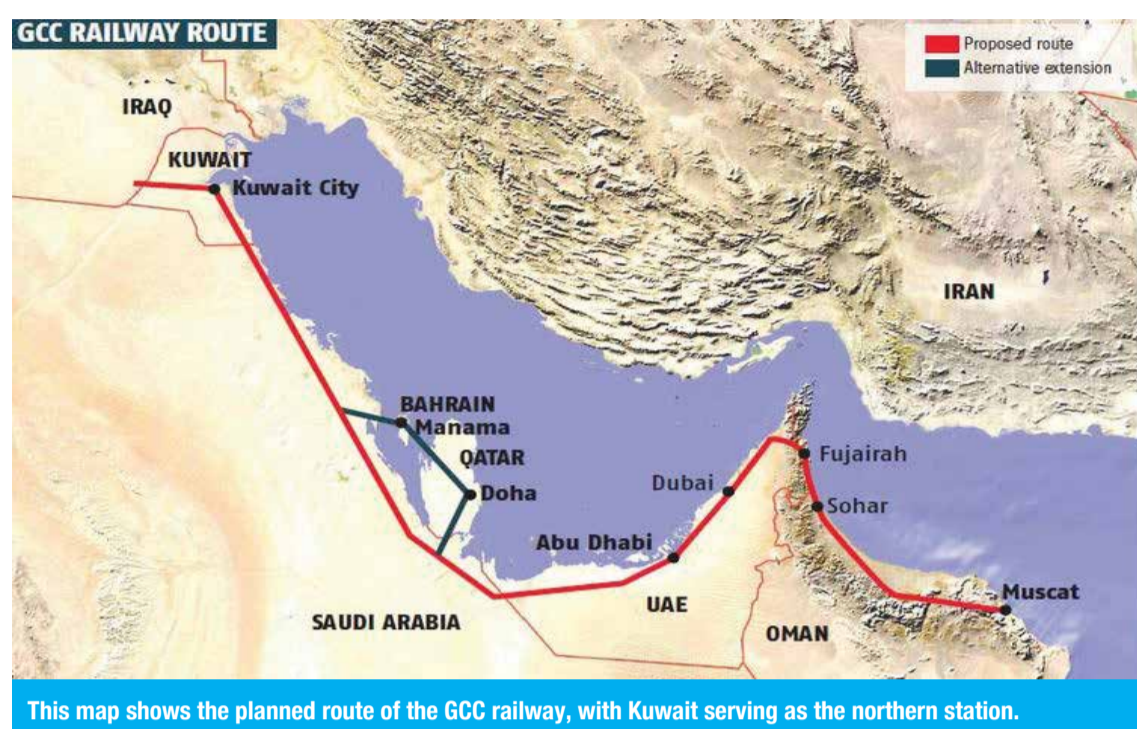 GCC RAILWAY ROUTE
Proposed route
Alternative extension
IRAQ
KUWAIT
Kuwait City
IRAN
BAHRAIN
Manama
QATAR
Doha
Fujairah
Dubai
Sohar
Abu Dhabi
Muscat
UAE
SAUDI ARABIA
OMAN
This map shows the planned route of the GCC railway, with Kuwait serving as the northern station.